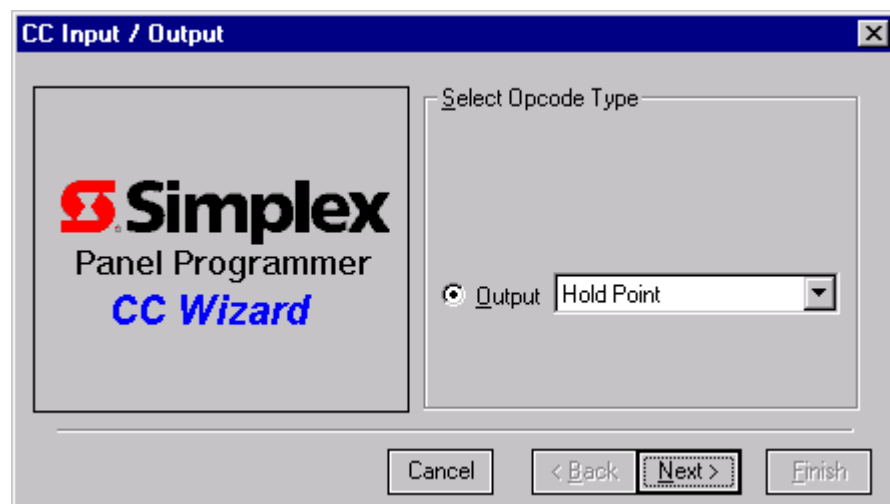 CC Input / Output
Simplex
Panel Programmer
CC Wizard
Select Opcode Type
Output Hold Point
Cancel < Back Next > Finish